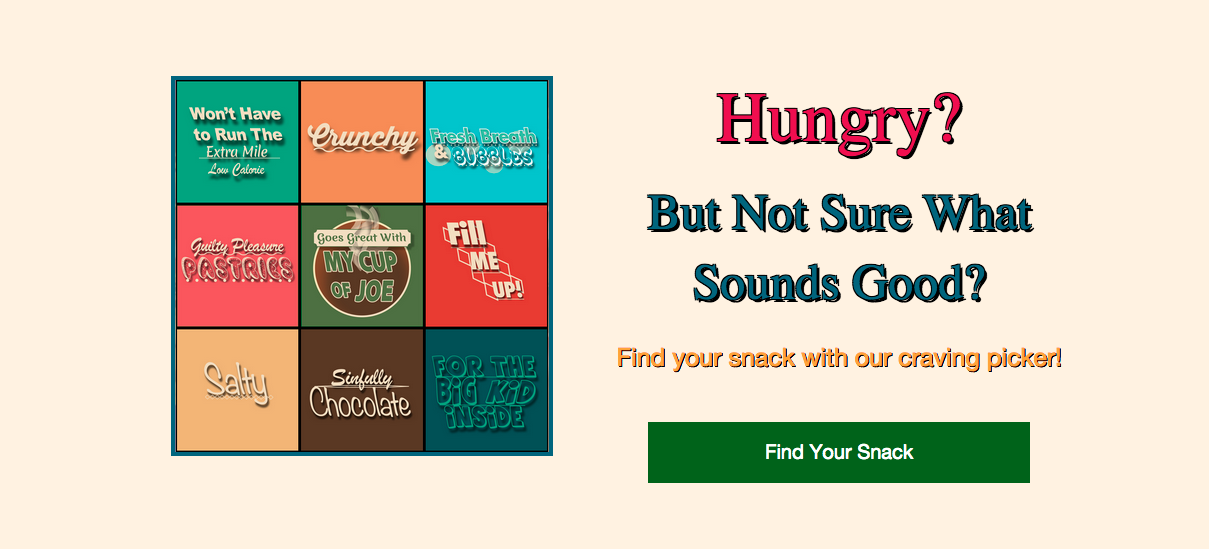 Won't Have
to Run The
Extra Mile
Low Calorie
Crunchy
Fresh Breath
& BUBBLES
Guilty Pleasure
PASTRIES
Goes Great With
MY CUP
OF JOE
Fill
ME
UP!
Salty
Sinfully
Chocolate
FOR THE
BiG KiD
iNSiDE
Hungry?
But Not Sure What
Sounds Good?
Find your snack with our craving picker!
Find Your Snack